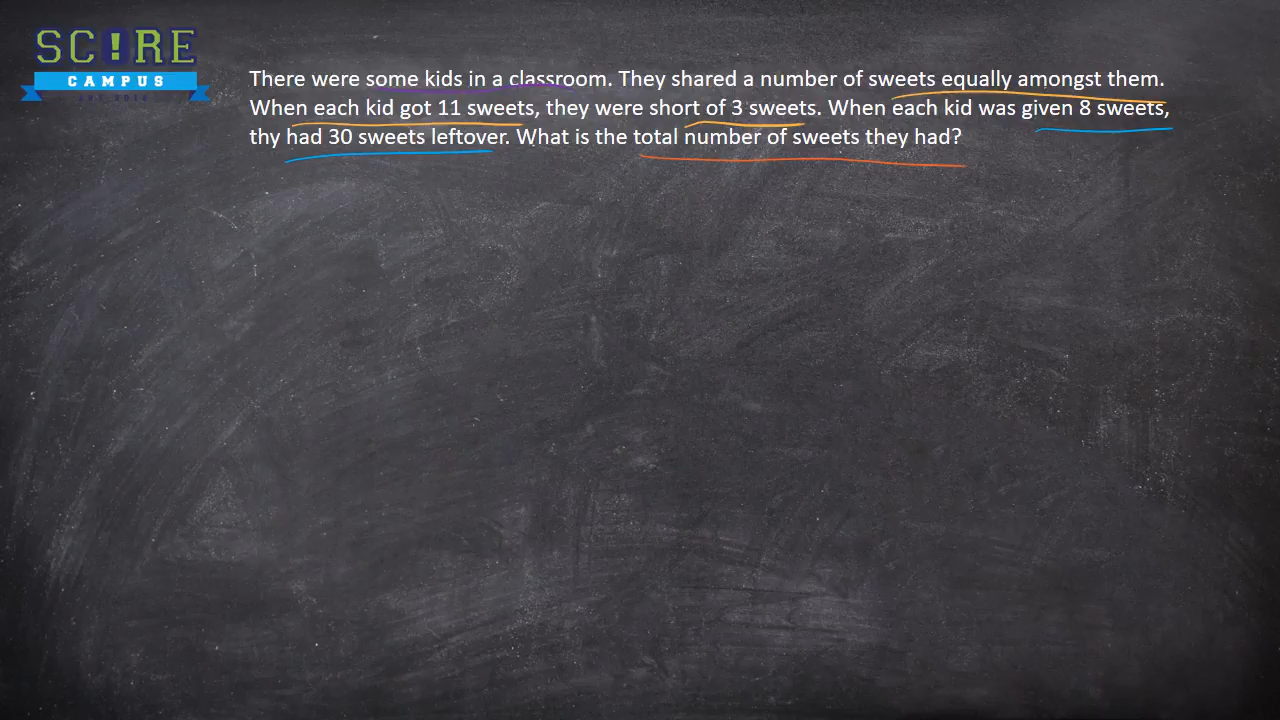 SC!RE
CAMPUS
There were some kids in a classroom. They shared a number of sweets equally amongst them.
When each kid got 11 sweets, they were short of 3 sweets. When each kid was given 8 sweets,
thy had 30 sweets leftover. What is the total number of sweets they had?